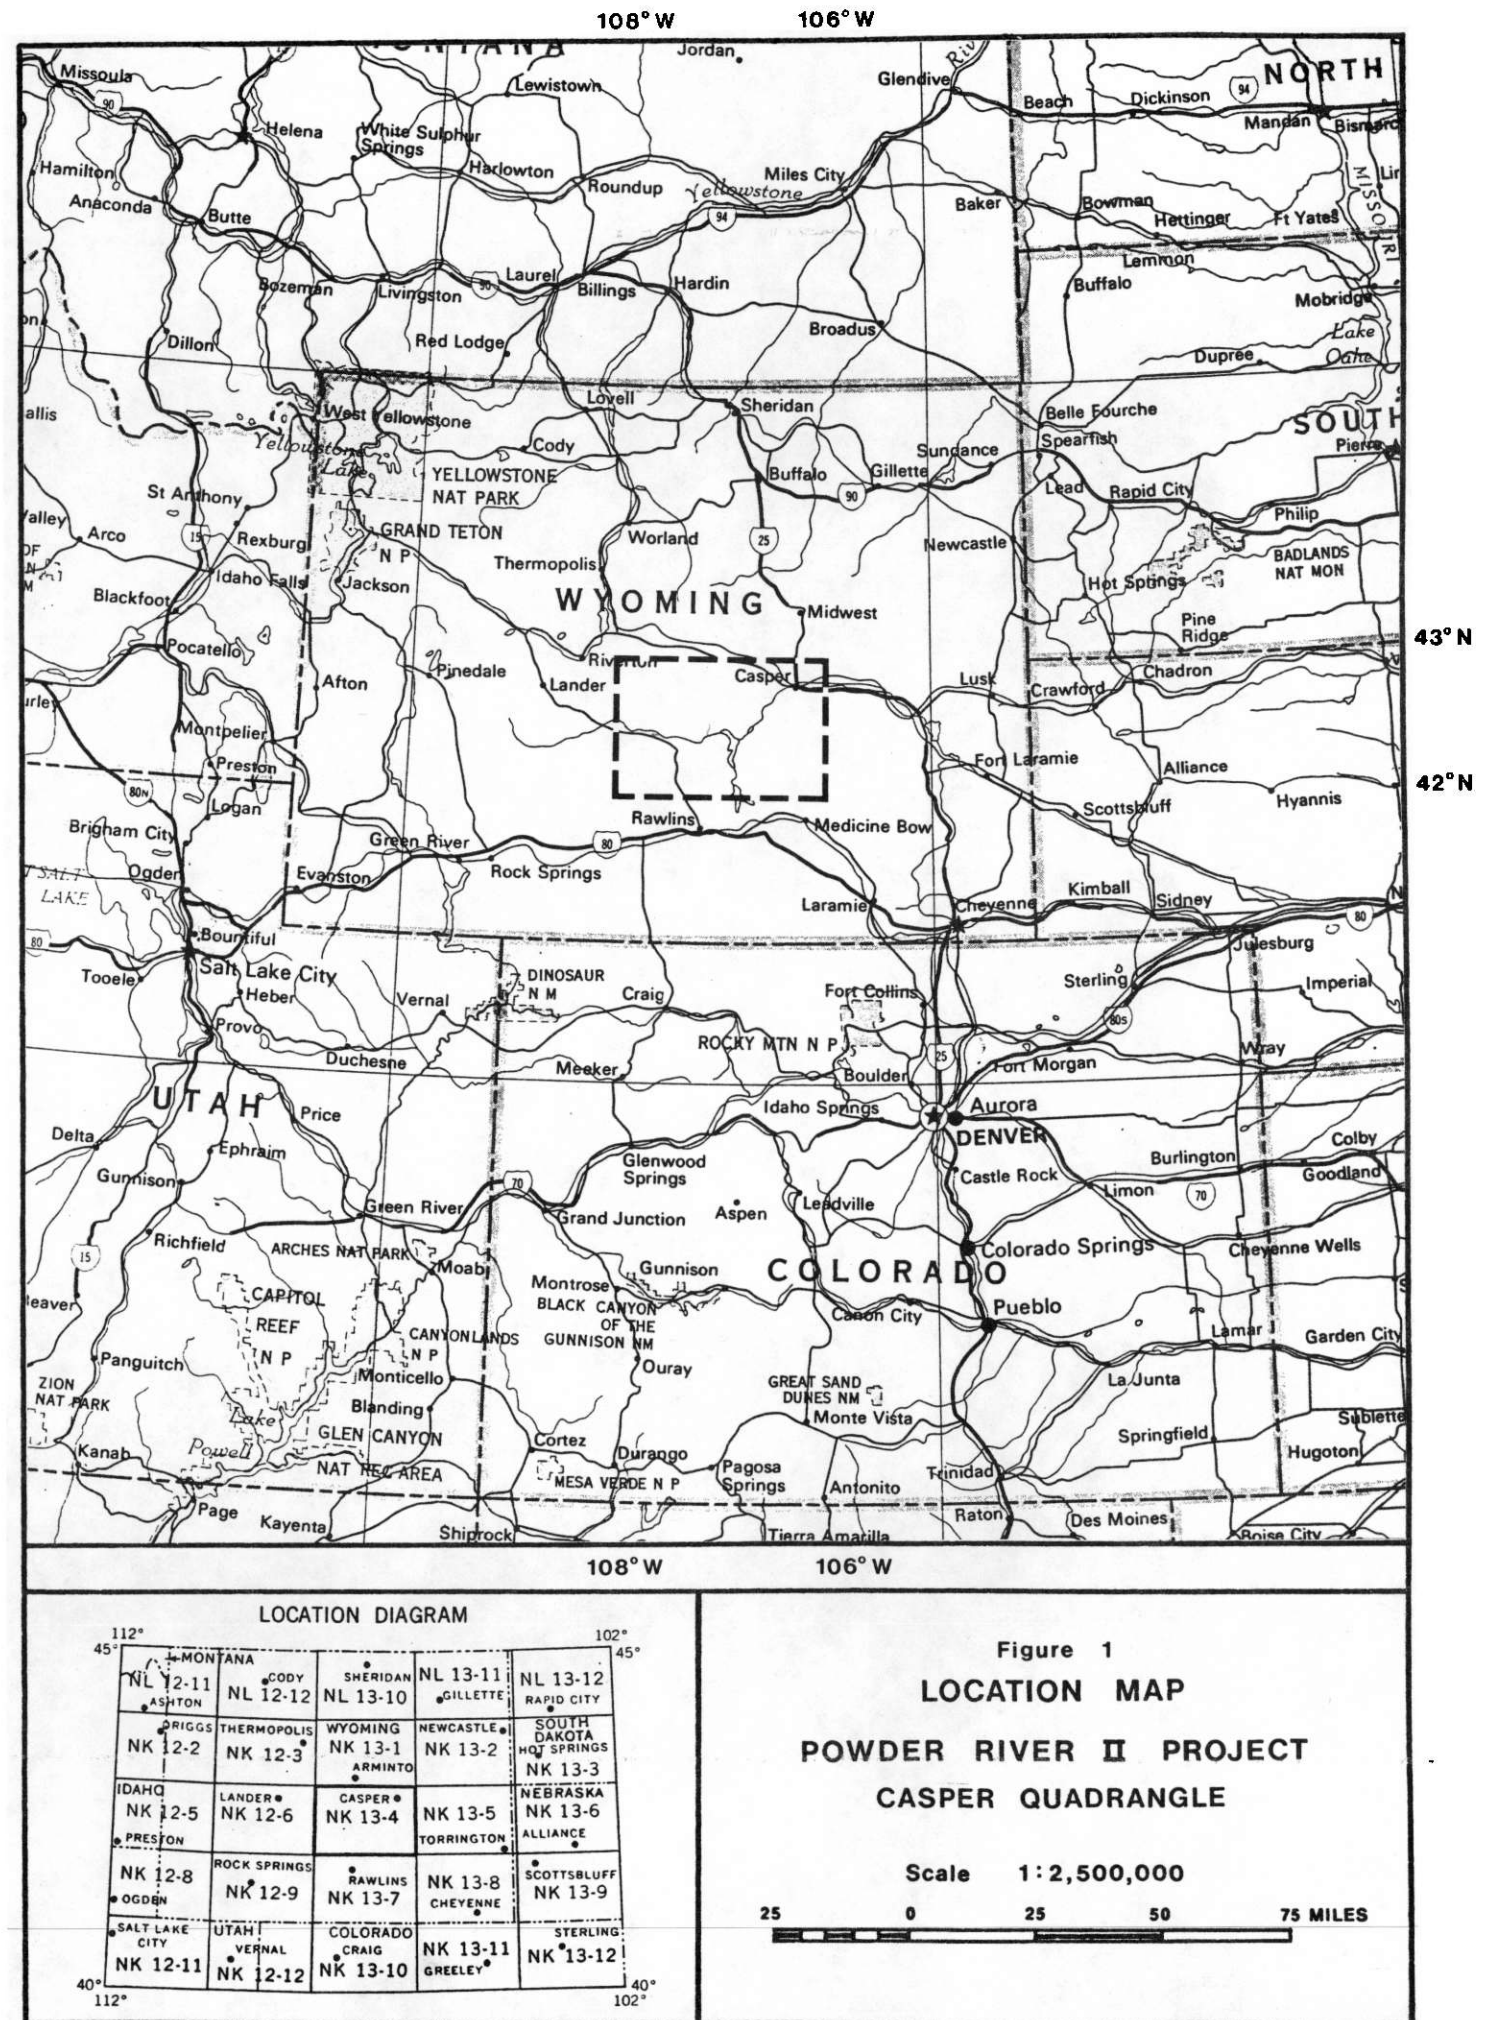 108°W 106°W
Jordan
Missoula
Lewistown
Glendive
NORTH
90
94
Beach
Dickinson
Helena
White Sulphur
Springs
Mandan
Hamilton
Harlowton
Roundup
Miles City
Yellowstone
Anaconda
Butte
94
Baker
Bowman
Hettinger
Ft Yates
Lemmon
Bozeman
Livingston
90
Laurel
Billings
Hardin
Buffalo
Mobridge
Dillon
Red Lodge
Broadus
Lake
Oahe
Dupree
West Yellowstone
Lovell
Sheridan
Belle Fourche
SOUTH
Yellowstone
Lake
Cody
Sundance
Spearfish
Pierre
YELLOWSTONE
NAT PARK
Buffalo
Gillette
90
Lead
Rapid City
St Anthony
Philip
Arco
15
Rexburg
GRAND TETON
N P
Worland
25
Newcastle
BADLANDS
NAT MON
Idaho Falls
Jackson
Thermopolis
Hot Springs
Blackfoot
WYOMING
Midwest
Pine
Ridge
43°N
Pocatello
Riverton
Casper
Chadron
Afton
Pinedale
Lander
Lusk
Crawford
Montpelier
Preston
Fort Laramie
Alliance
42°N
80N
Logan
Scottsbluff
Hyannis
Brigham City
Rawlins
Medicine Bow
Green River
80
Ogden
Evanston
Rock Springs
LAKE
Laramie
Cheyenne
Kimball
Sidney
80
80
Bountiful
Julesburg
Salt Lake City
Tooele
Heber
Vernal
DINOSAUR
N M
Craig
Fort Collins
Sterling
Imperial
Provo
80S
Duchesne
Meeker
ROCKY MTN N P
25
Boulder
Fort Morgan
Wray
UTAH
Price
Idaho Springs
Aurora
DENVER
Delta
Ephraim
Colby
Gunnison
Glenwood
Springs
Castle Rock
Burlington
Goodland
Green River
70
Limon
70
Leadville
Aspen
Grand Junction
Richfield
15
ARCHES NAT PARK
Moab
Colorado Springs
Cheyenne Wells
Gunnison
COLORADO
Montrose
CAPITOL
REEF
N P
BLACK CANYON
OF THE
GUNNISON NM
Canon City
Pueblo
CANYONLANDS
N P
Lamar
Garden City
Panguitch
Monticello
Ouray
ZION
NAT PARK
GREAT SAND
DUNES NM
La Junta
Blanding
Lake
Powell
Monte Vista
GLEN CANYON
NAT REC AREA
Springfield
Sublette
Kanab
Cortez
Durango
Hugoton
MESA VERDE N P
Pagosa
Springs
Trinidad
Antonito
Page
Kayenta
Shiprock
Tierra Amarilla
Raton
Des Moines
Boise City
108°W 106°W
LOCATION DIAGRAM
112° 102°
45° 45°
MONTANA
NL 12-11
ASHTON
CODY
NL 12-12
SHERIDAN
NL 13-10
NL 13-11
GILLETTE
NL 13-12
RAPID CITY
DRIGGS
NK 12-2
THERMOPOLIS
NK 12-3
WYOMING
NK 13-1
ARMINTO
NEWCASTLE
NK 13-2
SOUTH
DAKOTA
HOT SPRINGS
NK 13-3
IDAHO
NK 12-5
PRESTON
LANDER
NK 12-6
CASPER
NK 13-4
NK 13-5
TORRINGTON
NEBRASKA
NK 13-6
ALLIANCE
NK 12-8
OGDEN
ROCK SPRINGS
NK 12-9
RAWLINS
NK 13-7
NK 13-8
CHEYENNE
SCOTTSBLUFF
NK 13-9
SALT LAKE
CITY
NK 12-11
UTAH
VERNAL
NK 12-12
COLORADO
CRAIG
NK 13-10
NK 13-11
GREELEY
STERLING
NK 13-12
40° 40°
112° 102°
Figure 1
LOCATION MAP
POWDER RIVER II PROJECT
CASPER QUADRANGLE
Scale 1:2,500,000
25 0 25 50 75 MILES